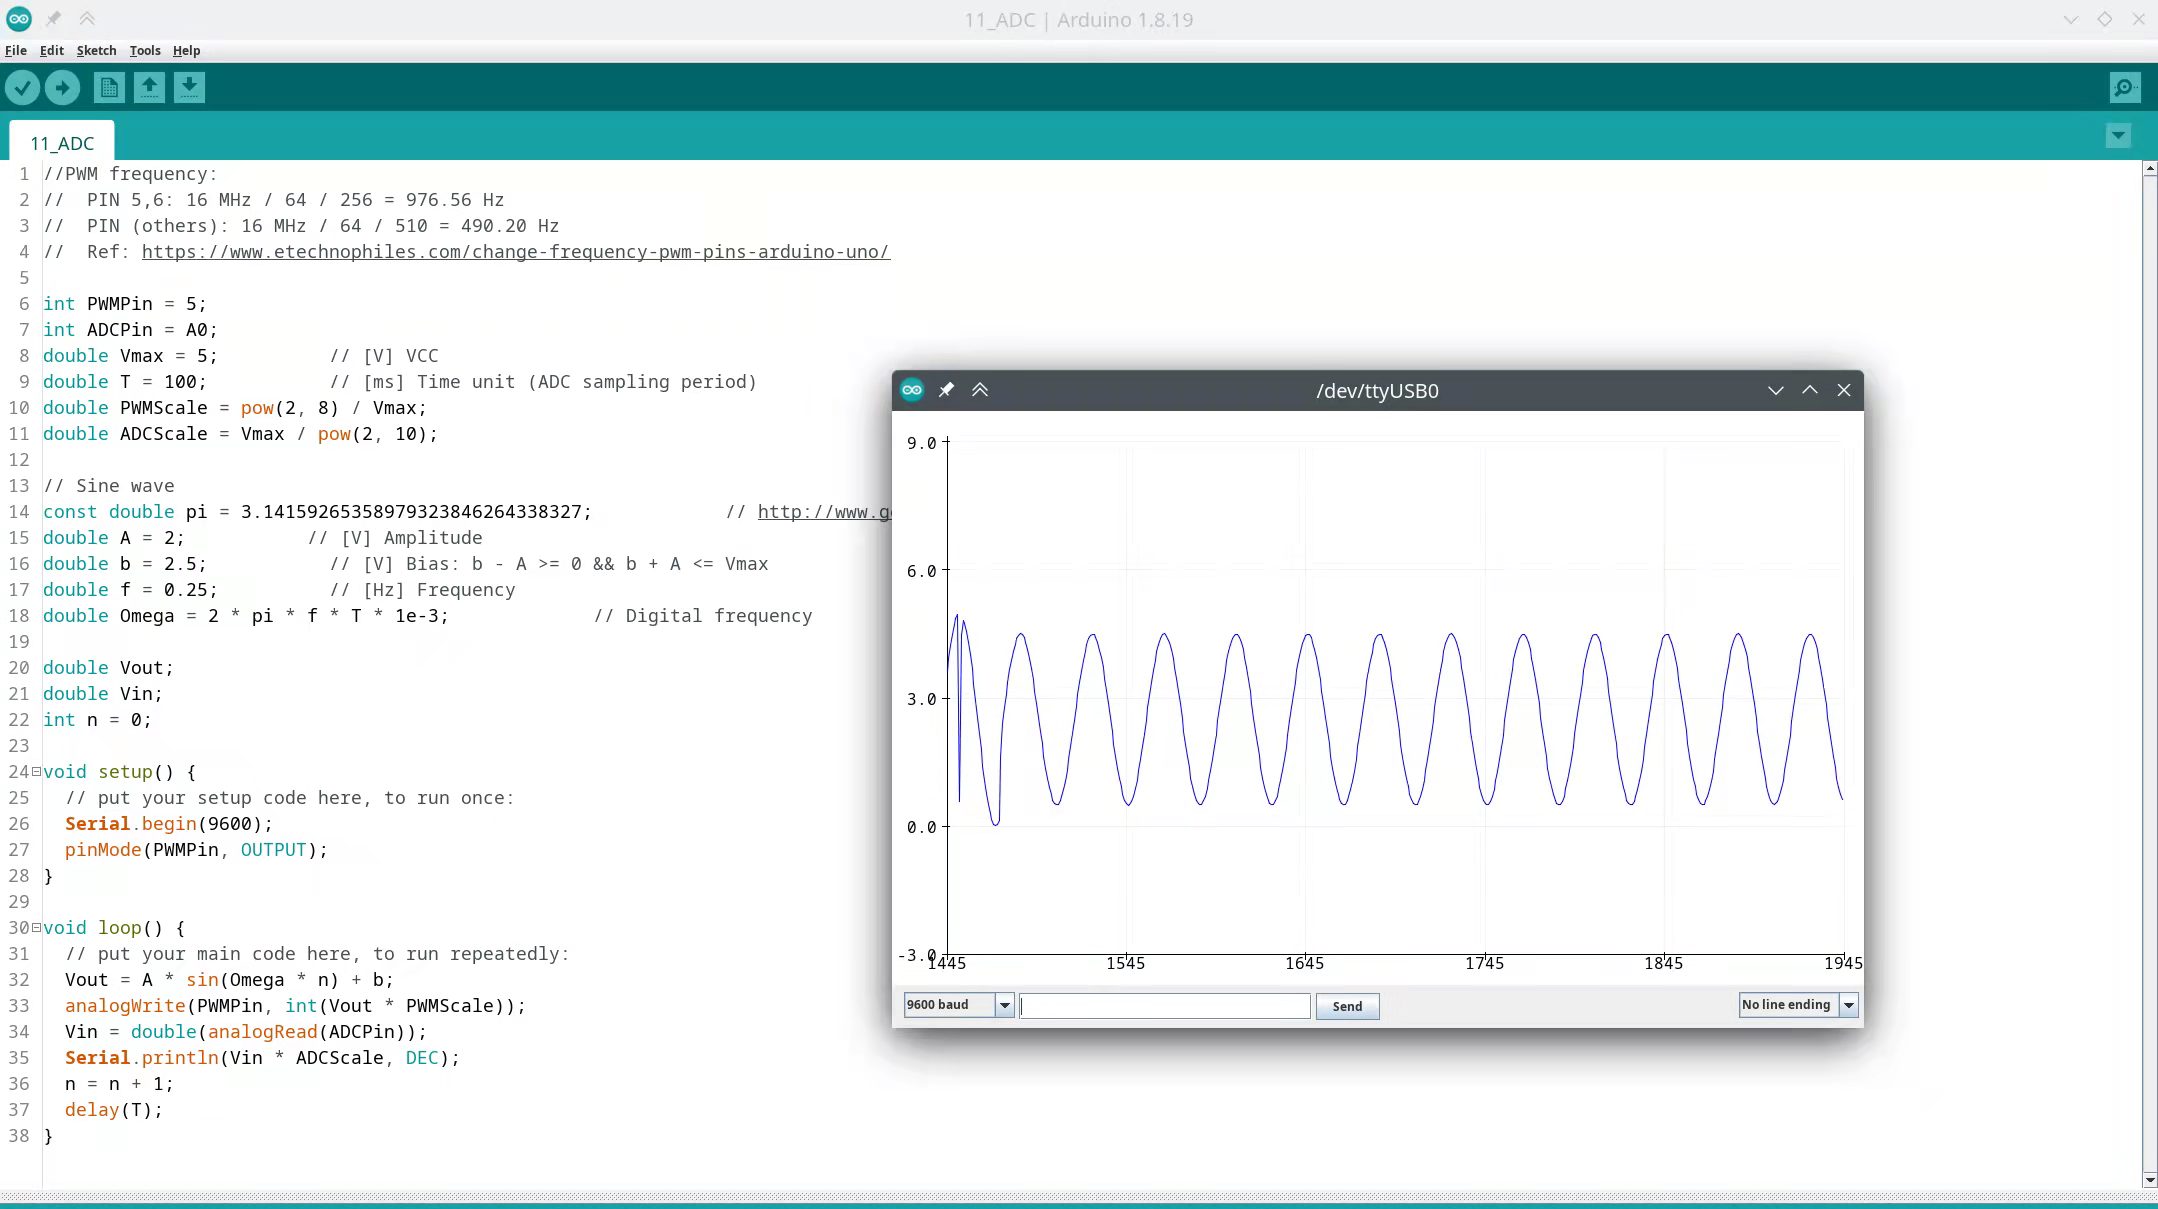 11_ADC | Arduino 1.8.19
File Edit Sketch Tools Help
11_ADC
1 //PWM frequency:
2 //  PIN 5,6: 16 MHz / 64 / 256 = 976.56 Hz
3 //  PIN (others): 16 MHz / 64 / 510 = 490.20 Hz
4 //  Ref: https://www.etechnophiles.com/change-frequency-pwm-pins-arduino-uno/
5
6 int PWMPin = 5;
7 int ADCPin = A0;
8 double Vmax = 5;          // [V] VCC
9 double T = 100;           // [ms] Time unit (ADC sampling period)
10 double PWMScale = pow(2, 8) / Vmax;
11 double ADCScale = Vmax / pow(2, 10);
12
13 // Sine wave
14 const double pi = 3.14159265358979323846264338327;            // http://www.g
15 double A = 2;           // [V] Amplitude
16 double b = 2.5;           // [V] Bias: b - A >= 0 && b + A <= Vmax
17 double f = 0.25;          // [Hz] Frequency
18 double Omega = 2 * pi * f * T * 1e-3;             // Digital frequency
19
20 double Vout;
21 double Vin;
22 int n = 0;
23
24 void setup() {
25   // put your setup code here, to run once:
26   Serial.begin(9600);
27   pinMode(PWMPin, OUTPUT);
28 }
29
30 void loop() {
31   // put your main code here, to run repeatedly:
32   Vout = A * sin(Omega * n) + b;
33   analogWrite(PWMPin, int(Vout * PWMScale));
34   Vin = double(analogRead(ADCPin));
35   Serial.println(Vin * ADCScale, DEC);
36   n = n + 1;
37   delay(T);
38 }
/dev/ttyUSB0
9.0
6.0
3.0
0.0
-3.0
1445 1545 1645 1745 1845 1945
9600 baud Send No line ending